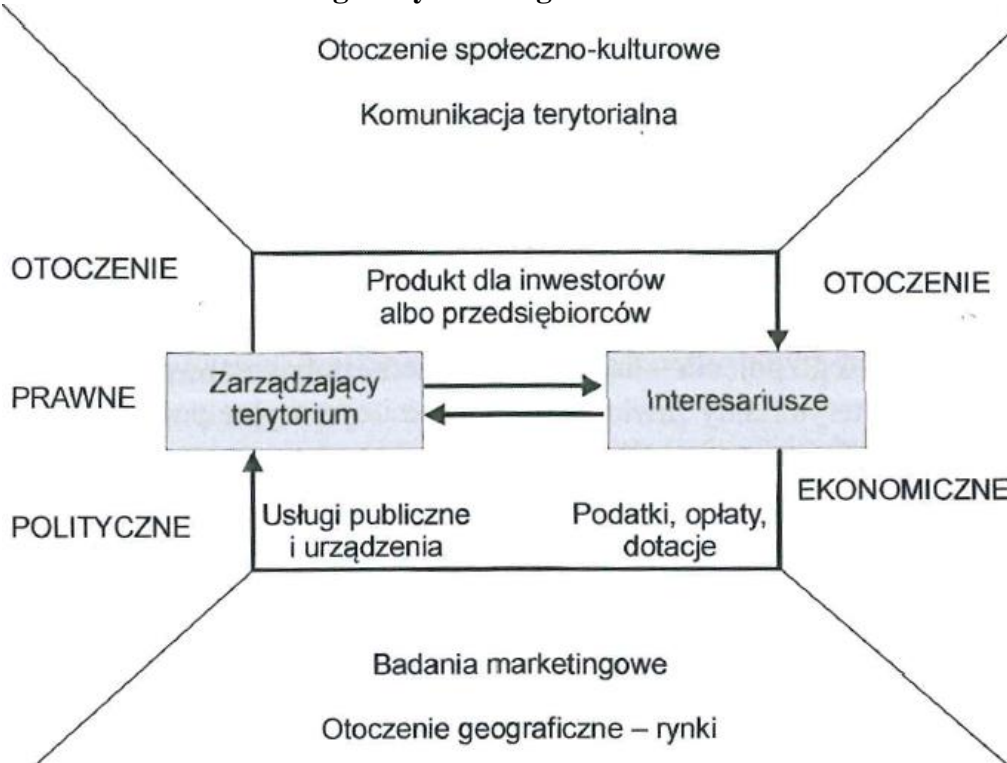 Otoczenie społeczno-kulturowe
Komunikacja terytorialna
OTOCZENIE
PRAWNE
POLITYCZNE
Produkt dla inwestorów
albo przedsiębiorców
Zarządzający
terytorium
Interesariusze
Usługi publiczne
i urządzenia
Podatki, opłaty,
dotacje
OTOCZENIE
EKONOMICZNE
Badania marketingowe
Otoczenie geograficzne – rynki